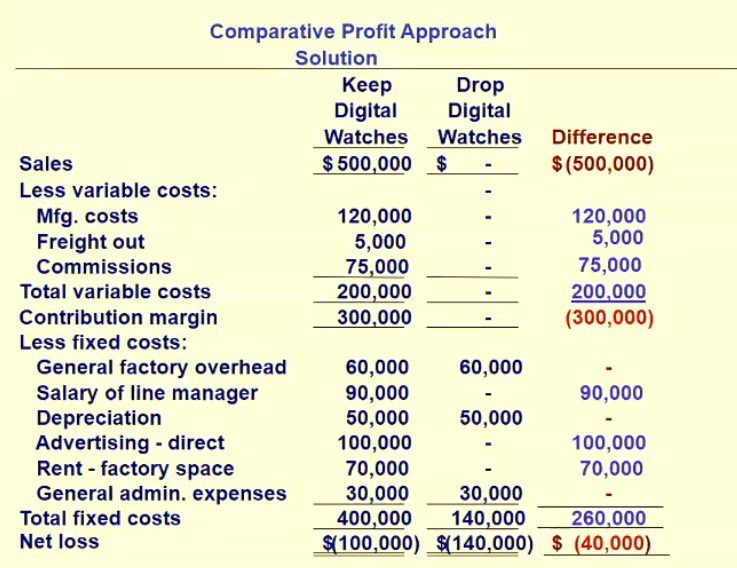 Comparative Profit Approach
Solution
Keep Drop
Digital Digital
Watches Watches Difference
Sales $ 500,000 $ - $ (500,000)
Less variable costs: -
Mfg. costs 120,000 - 120,000
Freight out 5,000 - 5,000
Commissions 75,000 - 75,000
Total variable costs 200,000 - 200,000
Contribution margin 300,000 - (300,000)
Less fixed costs:
General factory overhead 60,000 60,000 -
Salary of line manager 90,000 - 90,000
Depreciation 50,000 50,000 -
Advertising - direct 100,000 - 100,000
Rent - factory space 70,000 - 70,000
General admin. expenses 30,000 30,000 -
Total fixed costs 400,000 140,000 260,000
Net loss $(100,000) $(140,000) $ (40,000)